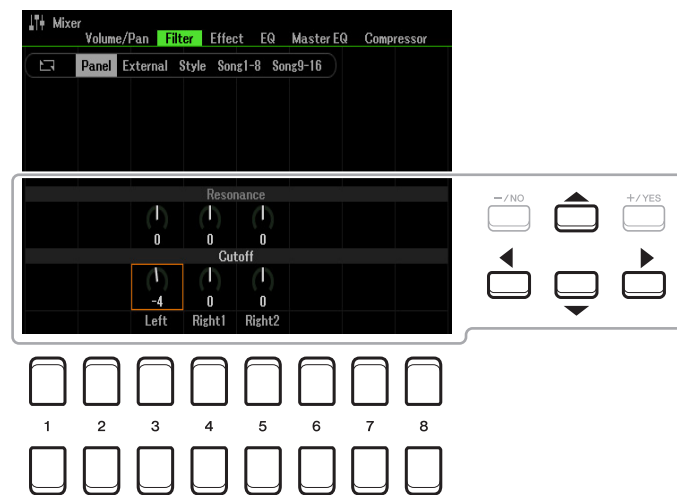 Mixer
Volume/Pan Filter Effect EQ Master EQ Compressor
Panel External Style Song1-8 Song9-16
Resonance
0 0 0
Cutoff
-4 0 0
Left Right1 Right2
−/NO +/YES
1 2 3 4 5 6 7 8